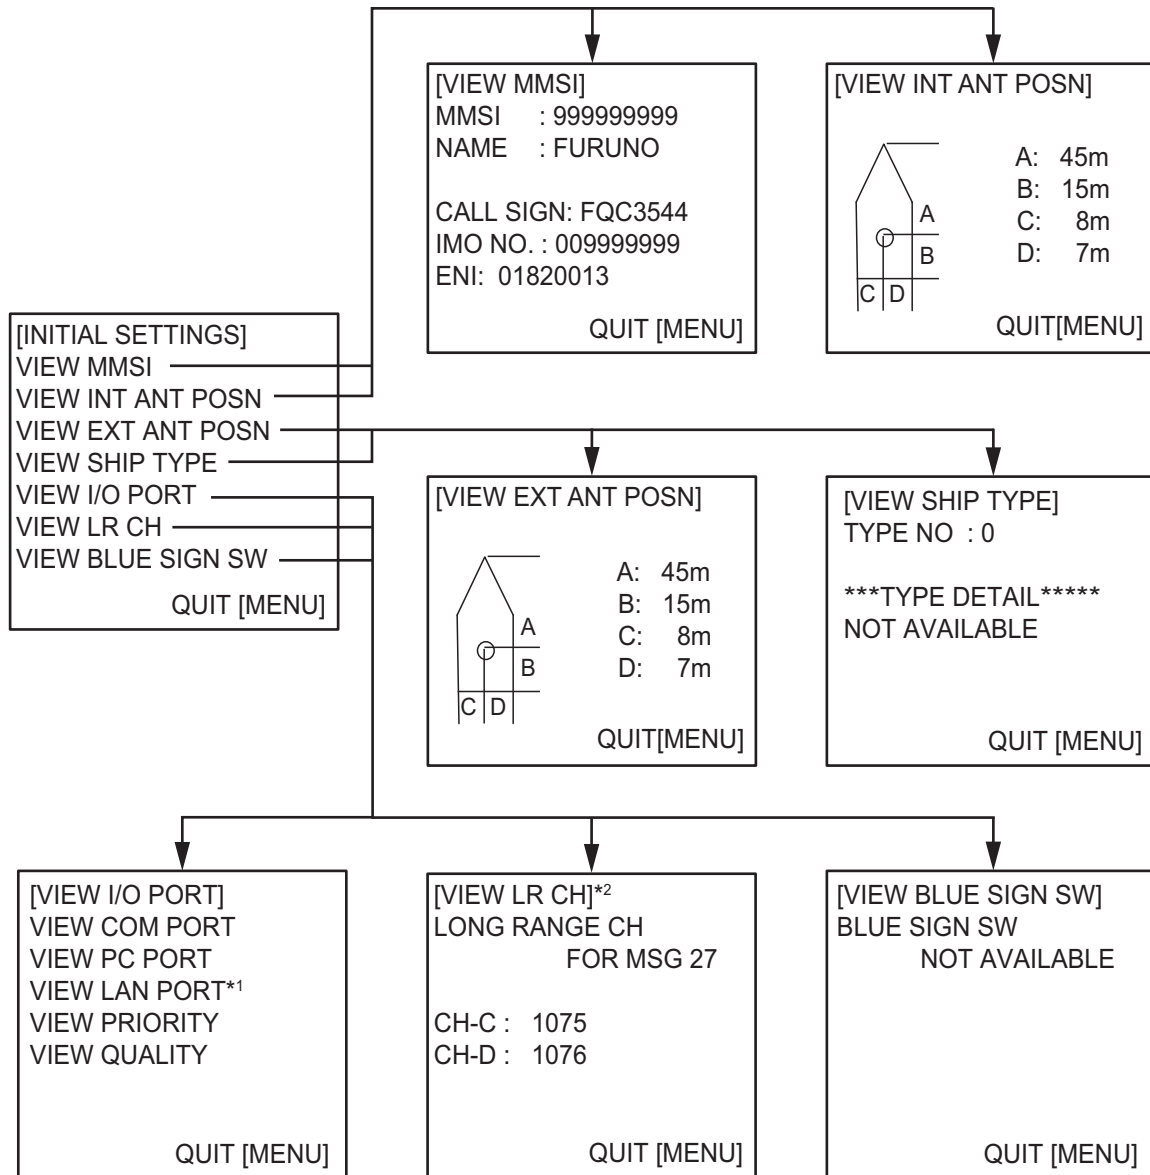 [VIEW MMSI]
MMSI : 999999999
NAME : FURUNO
CALL SIGN: FQC3544
IMO NO. : 009999999
ENI: 01820013
QUIT [MENU]
[VIEW INT ANT POSN]
A
B
C D
A: 45m
B: 15m
C: 8m
D: 7m
QUIT[MENU]
[INITIAL SETTINGS]
VIEW MMSI
VIEW INT ANT POSN
VIEW EXT ANT POSN
VIEW SHIP TYPE
VIEW I/O PORT
VIEW LR CH
VIEW BLUE SIGN SW
QUIT [MENU]
[VIEW EXT ANT POSN]
A
B
C D
A: 45m
B: 15m
C: 8m
D: 7m
QUIT[MENU]
[VIEW SHIP TYPE]
TYPE NO : 0
***TYPE DETAIL*****
NOT AVAILABLE
QUIT [MENU]
[VIEW I/O PORT]
VIEW COM PORT
VIEW PC PORT
VIEW LAN PORT*1
VIEW PRIORITY
VIEW QUALITY
QUIT [MENU]
[VIEW LR CH]*2
LONG RANGE CH
FOR MSG 27
CH-C : 1075
CH-D : 1076
QUIT [MENU]
[VIEW BLUE SIGN SW]
BLUE SIGN SW
NOT AVAILABLE
QUIT [MENU]